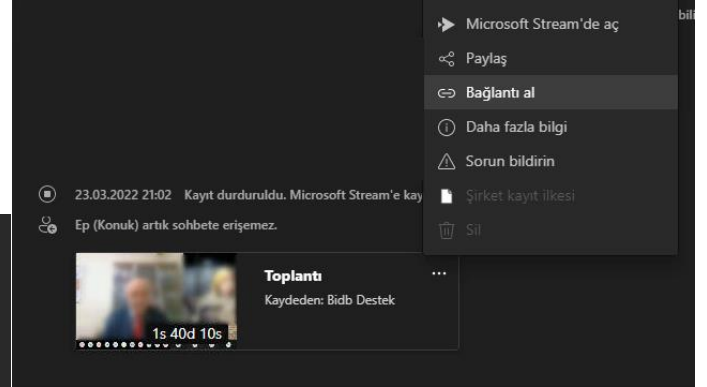 bili
Microsoft Stream'de aç
Paylaş
Bağlantı al
Daha fazla bilgi
Sorun bildirin
Şirket kayıt ilkesi
Sil
23.03.2022 21:02 Kayıt durduruldu. Microsoft Stream'e kay
Ep (Konuk) artık sohbete erişemez.
Toplantı
Kaydeden: Bidb Destek
1s 40d 10s